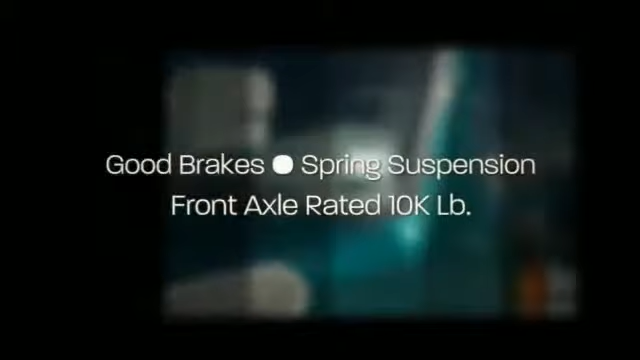 Good Brakes ● Spring Suspension
Front Axle Rated 10K Lb.